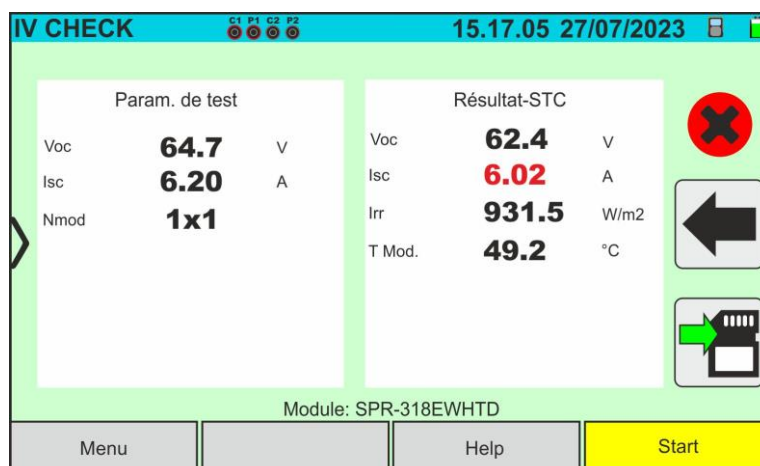 IV CHECK C1 P1 C2 P2 15.17.05 27/07/2023
Param. de test
Voc 64.7 V
Isc 6.20 A
Nmod 1x1
Résultat-STC
Voc 62.4 V
Isc 6.02 A
Irr 931.5 W/m2
T Mod. 49.2 °C
Module: SPR-318EWHTD
Menu Help Start